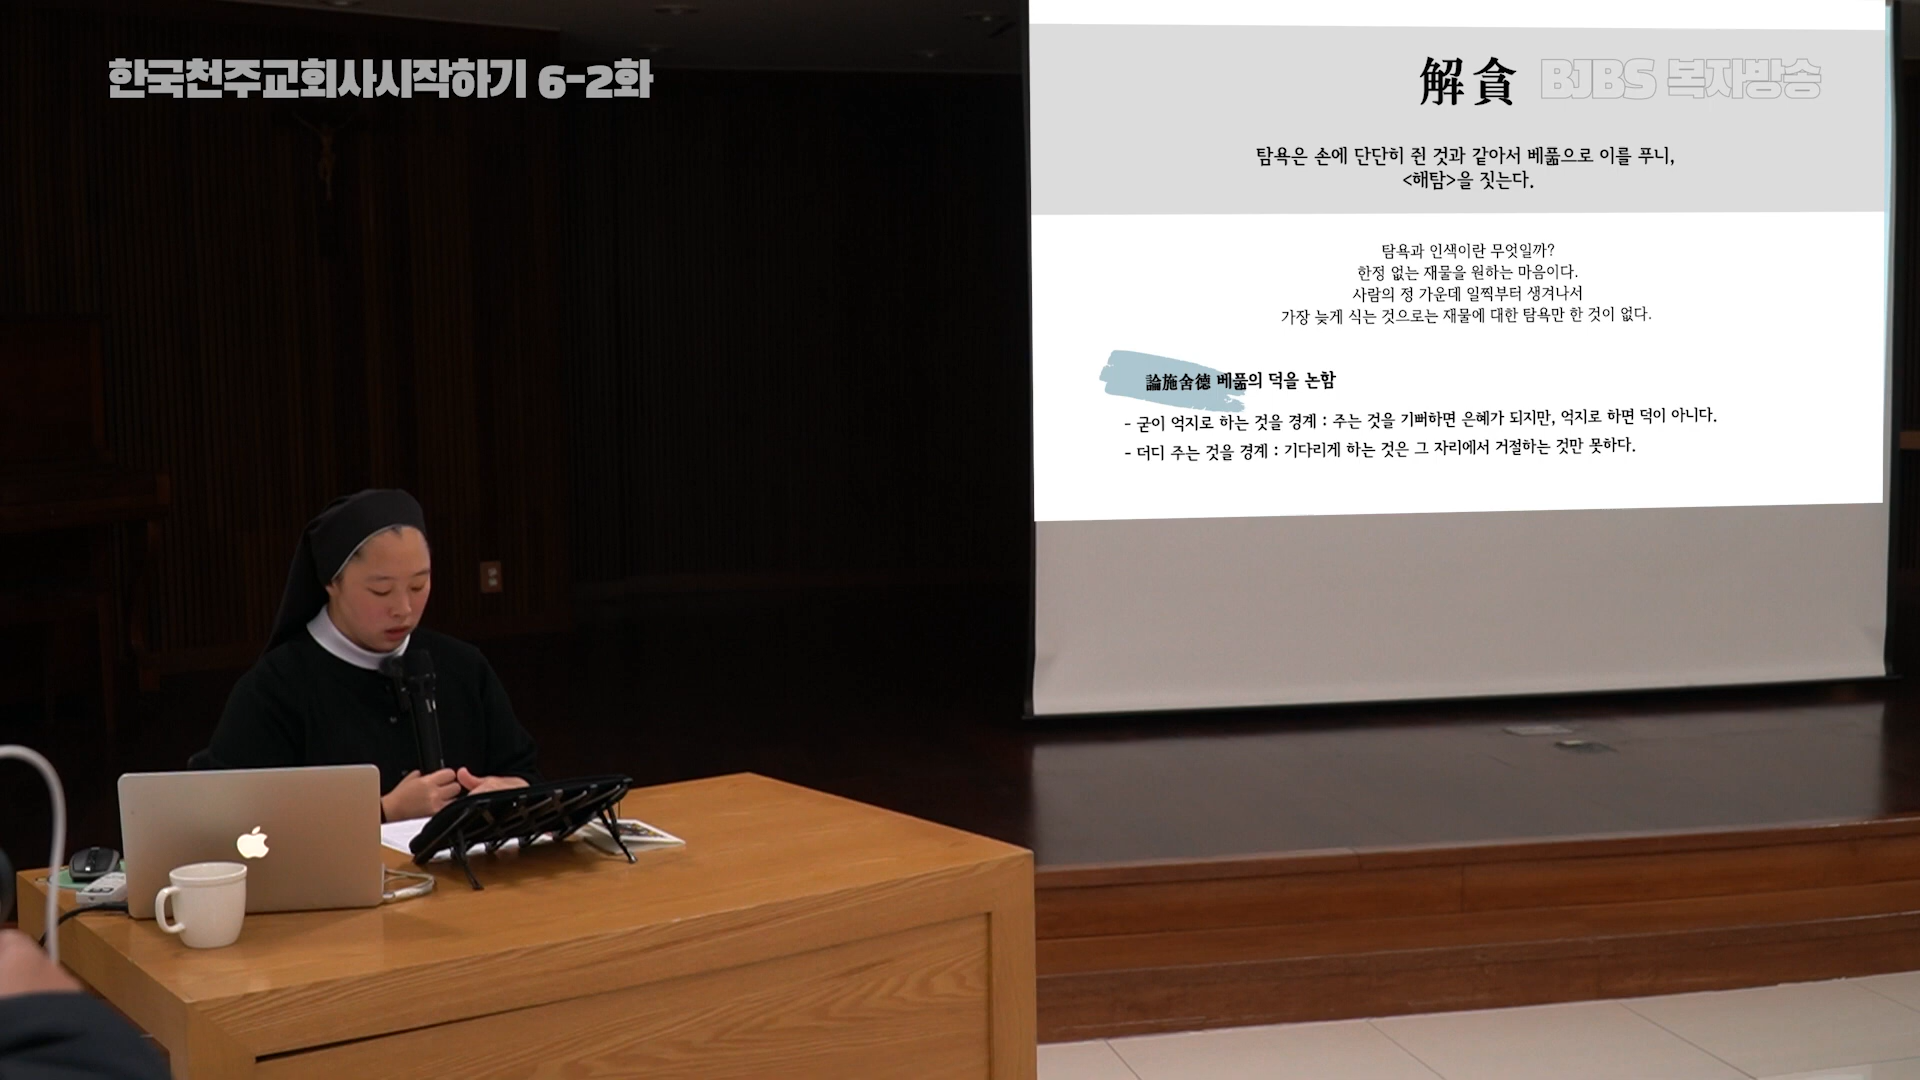 한국천주교회사시작하기 6-2화
BJBS 복자방송
解貪
탐욕은 손에 단단히 쥔 것과 같아서 베풂으로 이를 푸니,
<해탐>을 짓는다.
탐욕과 인색이란 무엇일까?
한정 없는 재물을 원하는 마음이다.
사람의 정 가운데 일찍부터 생겨나서
가장 늦게 식는 것으로는 재물에 대한 탐욕만 한 것이 없다.
論施舍徳 베풂의 덕을 논함
- 굳이 억지로 하는 것을 경계 : 주는 것을 기뻐하면 은혜가 되지만, 억지로 하면 덕이 아니다.
- 더디 주는 것을 경계 : 기다리게 하는 것은 그 자리에서 거절하는 것만 못하다.